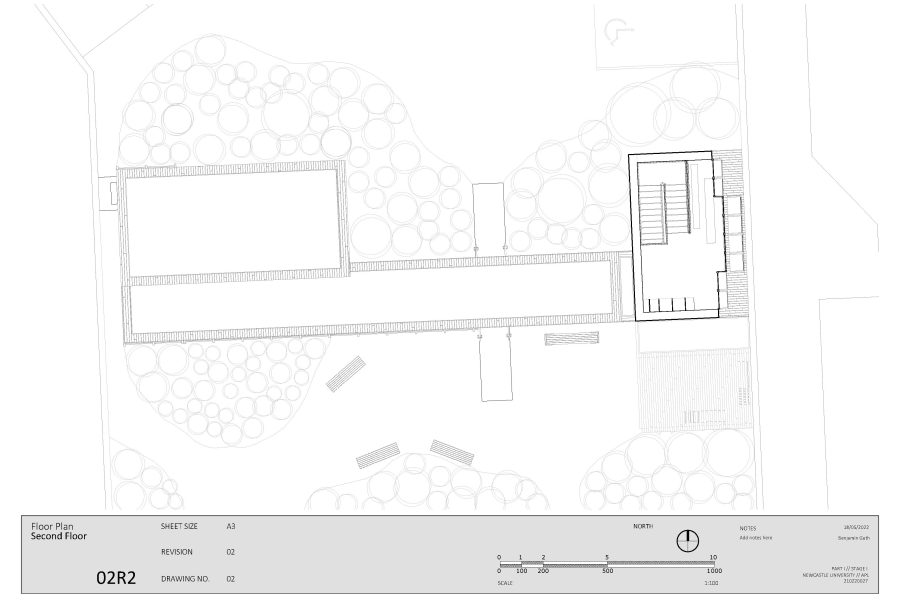 Floor Plan
Second Floor
02R2
SHEET SIZE A3
REVISION 02
DRAWING NO. 02
NORTH
0 1 2 5 10
0 100 200 500 1000
SCALE 1:100
NOTES
Add notes here
18/05/2022
Benjamin Gath
PART I // STAGE I
NEWCASTLE UNIVERSITY // APL
210221027